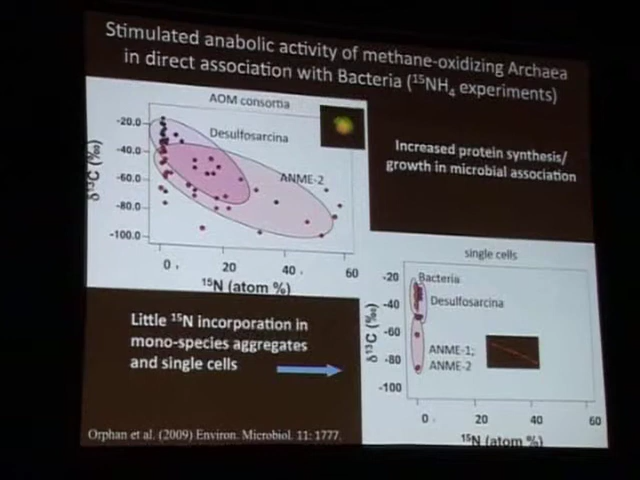 Stimulated anabolic activity of methane-oxidizing Archaea
in direct association with Bacteria (¹⁵NH₄ experiments)
AOM consortia
Desulfosarcina
ANME-2
-20.0
-40.0
-60.0
-80.0
-100.0
δ¹³C (‰)
0
20
40
60
¹⁵N (atom %)
Increased protein synthesis/
growth in microbial association
Little ¹⁵N incorporation in
mono-species aggregates
and single cells
single cells
Bacteria
Desulfosarcina
ANME-1;
ANME-2
-20
-40
-60
-80
-100
δ¹³C (‰)
0
20
40
60
¹⁵N (atom %)
Orphan et al. (2009) Environ. Microbiol. 11: 1777.